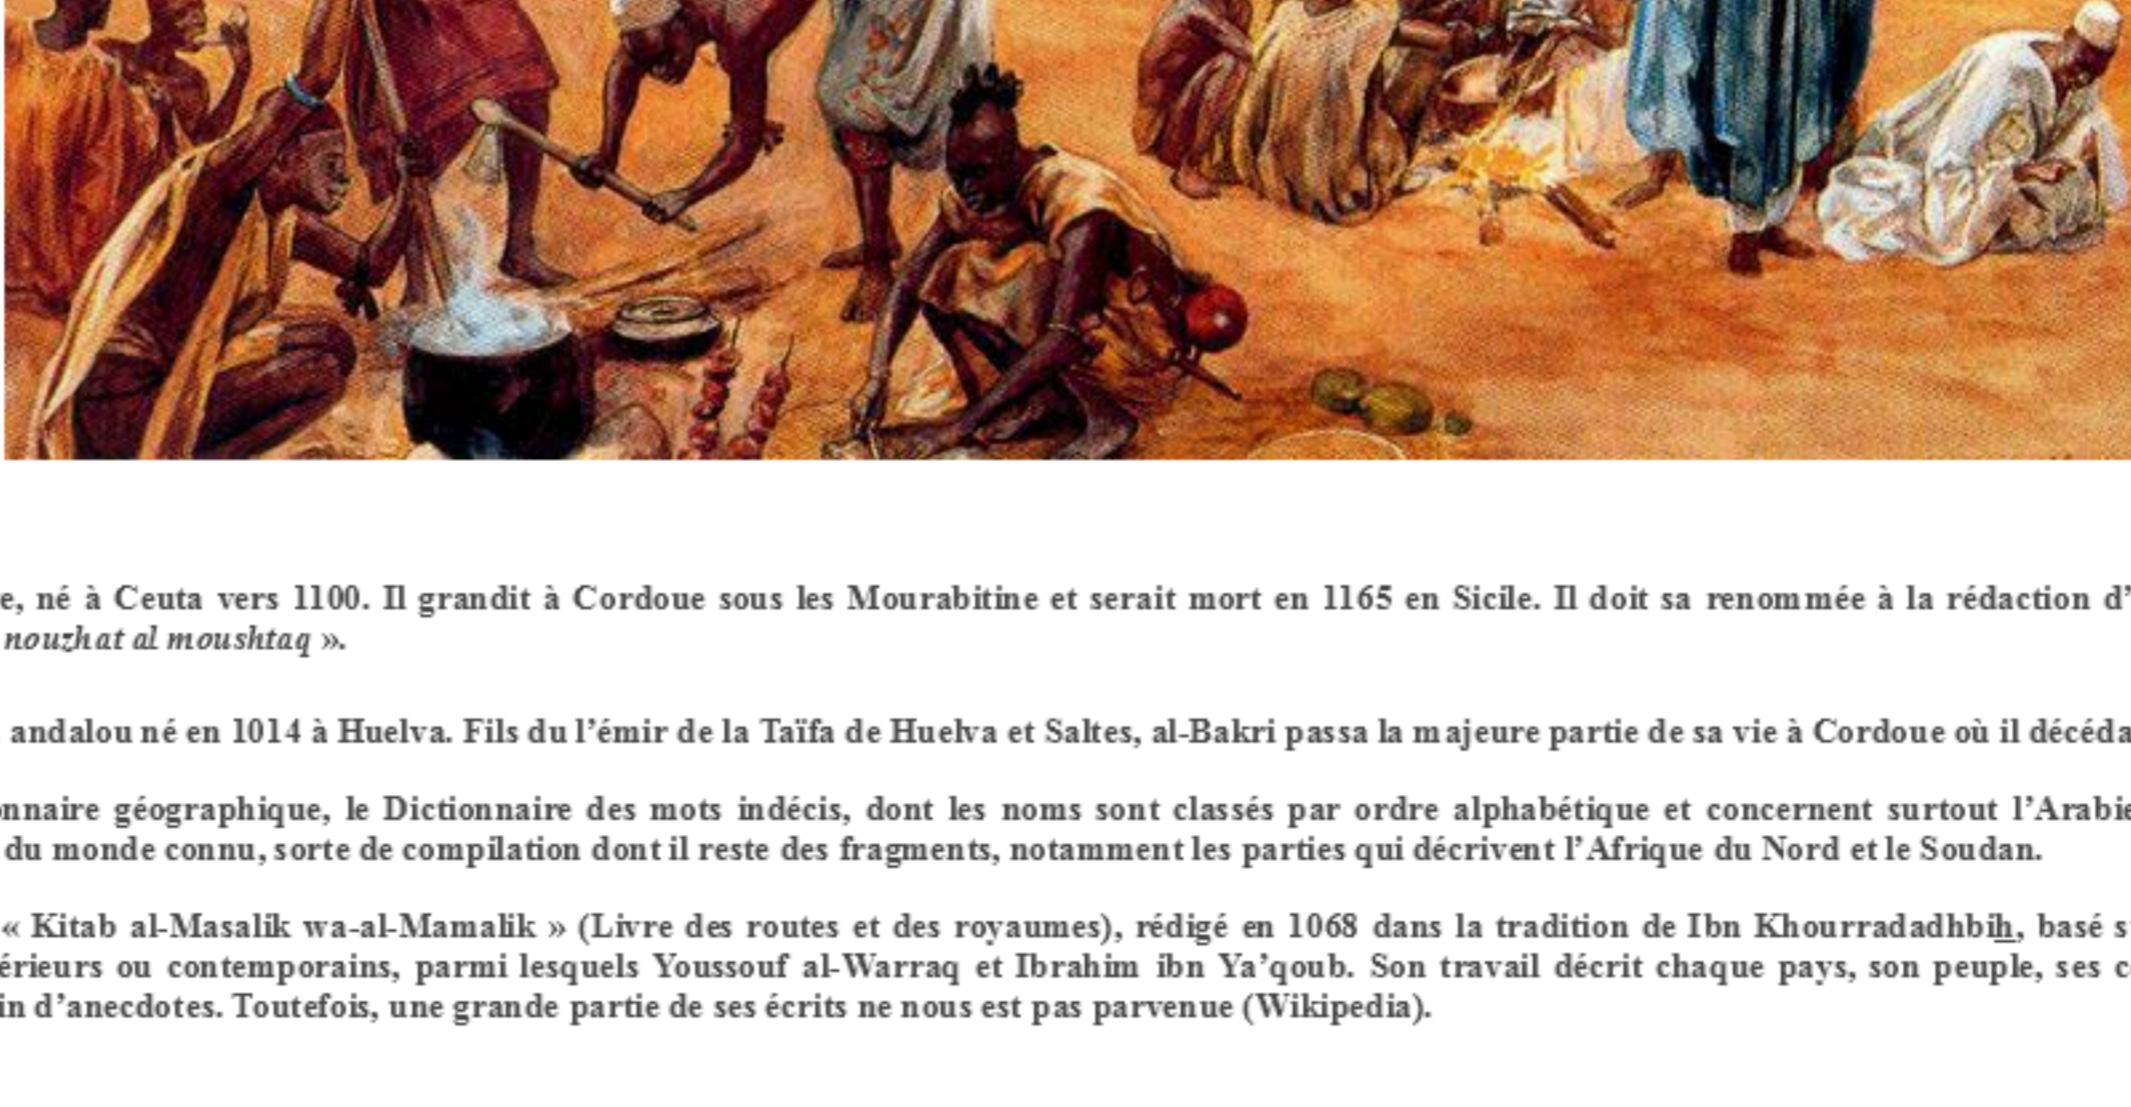 e, né à Ceuta vers 1100. Il grandit à Cordoue sous les Mourabitine et serait mort en 1165 en Sicile. Il doit sa renommée à la rédaction d’
nouzhat al moushtaq ».
andalou né en 1014 à Huelva. Fils du l’émir de la Taïfa de Huelva et Saltes, al-Bakri passa la majeure partie de sa vie à Cordoue où il décéda
onnaire géographique, le Dictionnaire des mots indécis, dont les noms sont classés par ordre alphabétique et concernent surtout l’Arabie
du monde connu, sorte de compilation dont il reste des fragments, notamment les parties qui décrivent l’Afrique du Nord et le Soudan.
« Kitab al-Masalik wa-al-Mamalik » (Livre des routes et des royaumes), rédigé en 1068 dans la tradition de Ibn Khourradadhbih, basé s
érieurs ou contemporains, parmi lesquels Youssouf al-Warraq et Ibrahim ibn Ya’qoub. Son travail décrit chaque pays, son peuple, ses c
in d’anecdotes. Toutefois, une grande partie de ses écrits ne nous est pas parvenue (Wikipedia).